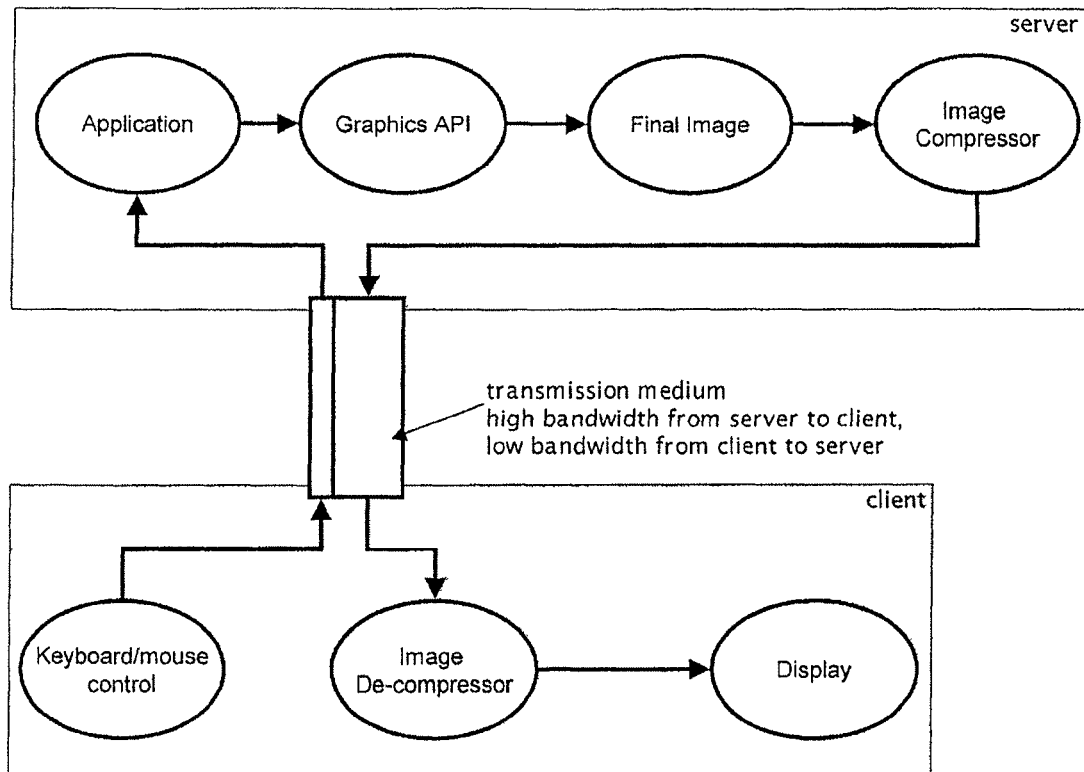 server
Application
Graphics API
Final Image
Image
Compressor
transmission medium
high bandwidth from server to client,
low bandwidth from client to server
client
Keyboard/mouse
control
Image
De-compressor
Display